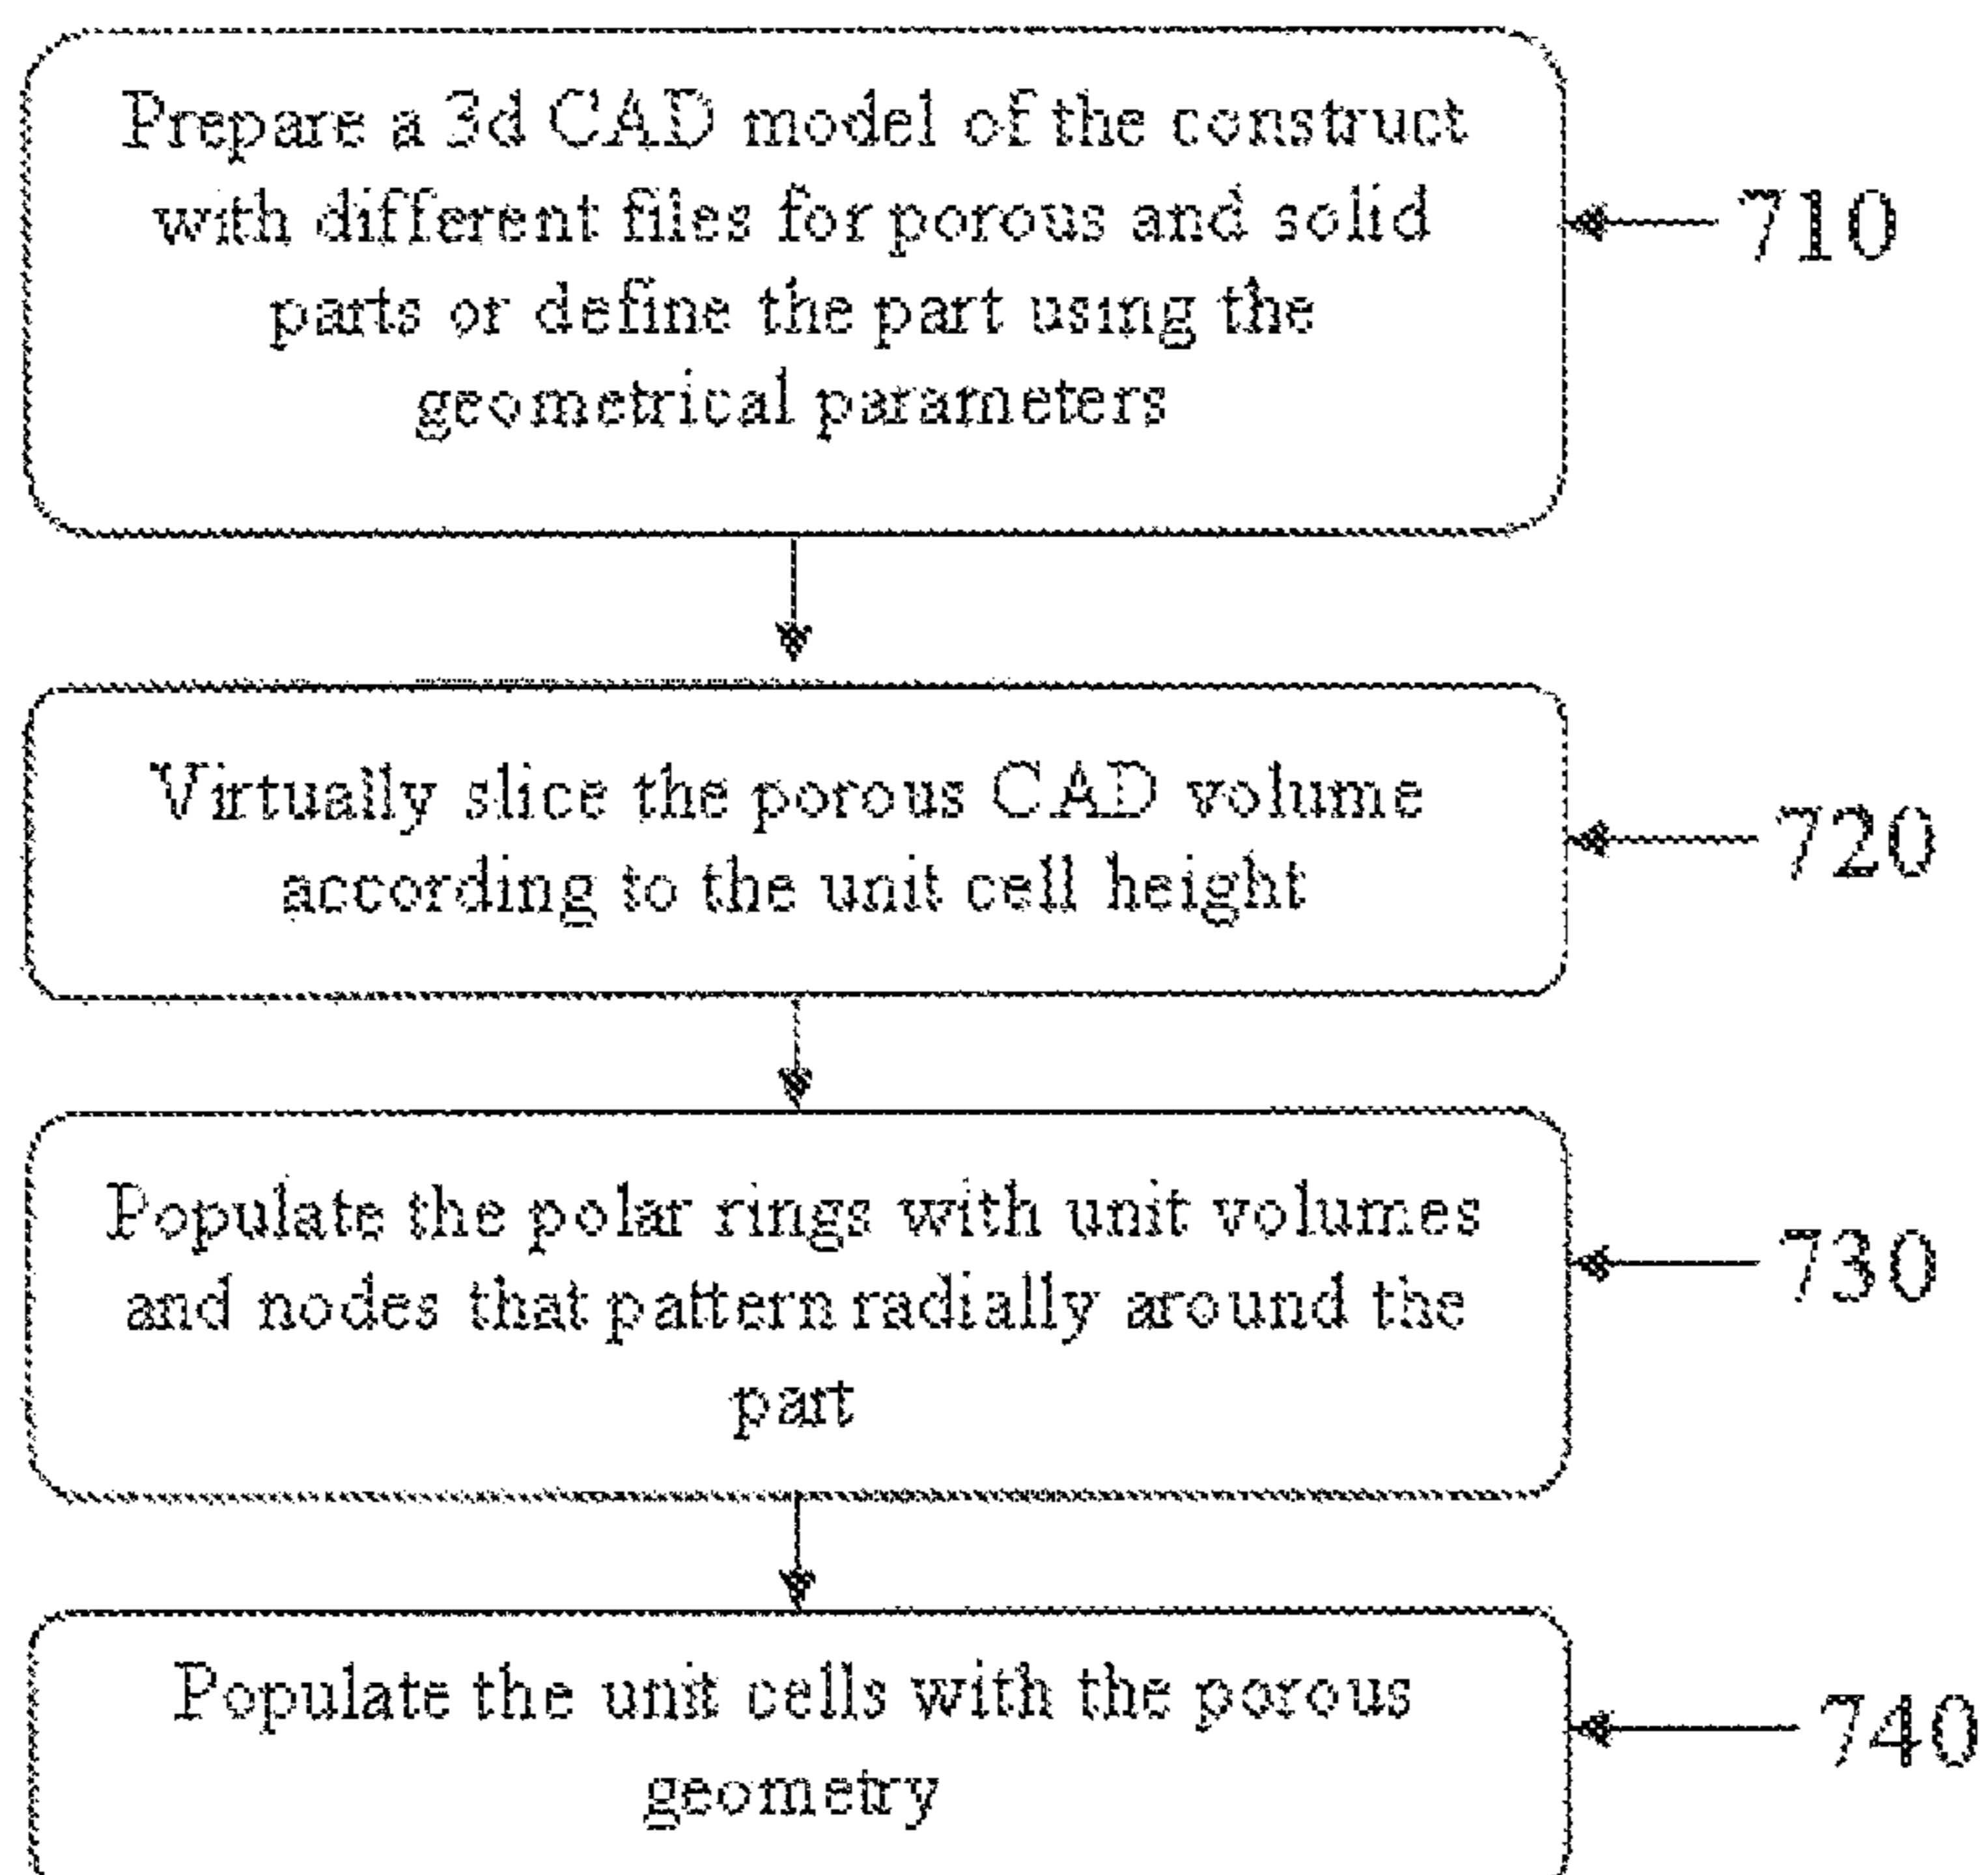 Prepare a 3d CAD model of the construct
with different files for porous and solid
parts or define the part using the
geometrical parameters
710
Virtually slice the porous CAD volume
according to the unit cell height
720
Populate the polar rings with unit volumes
and nodes that pattern radially around the
part
730
Populate the unit cells with the porous
geometry
740